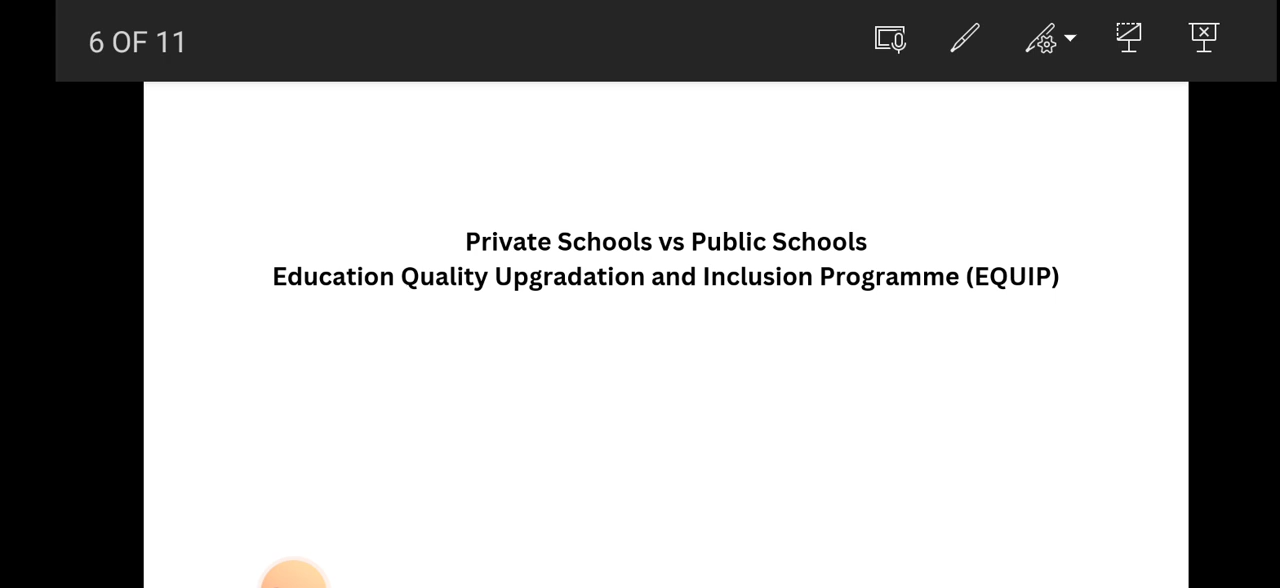 6 OF 11
Private Schools vs Public Schools
Education Quality Upgradation and Inclusion Programme (EQUIP)